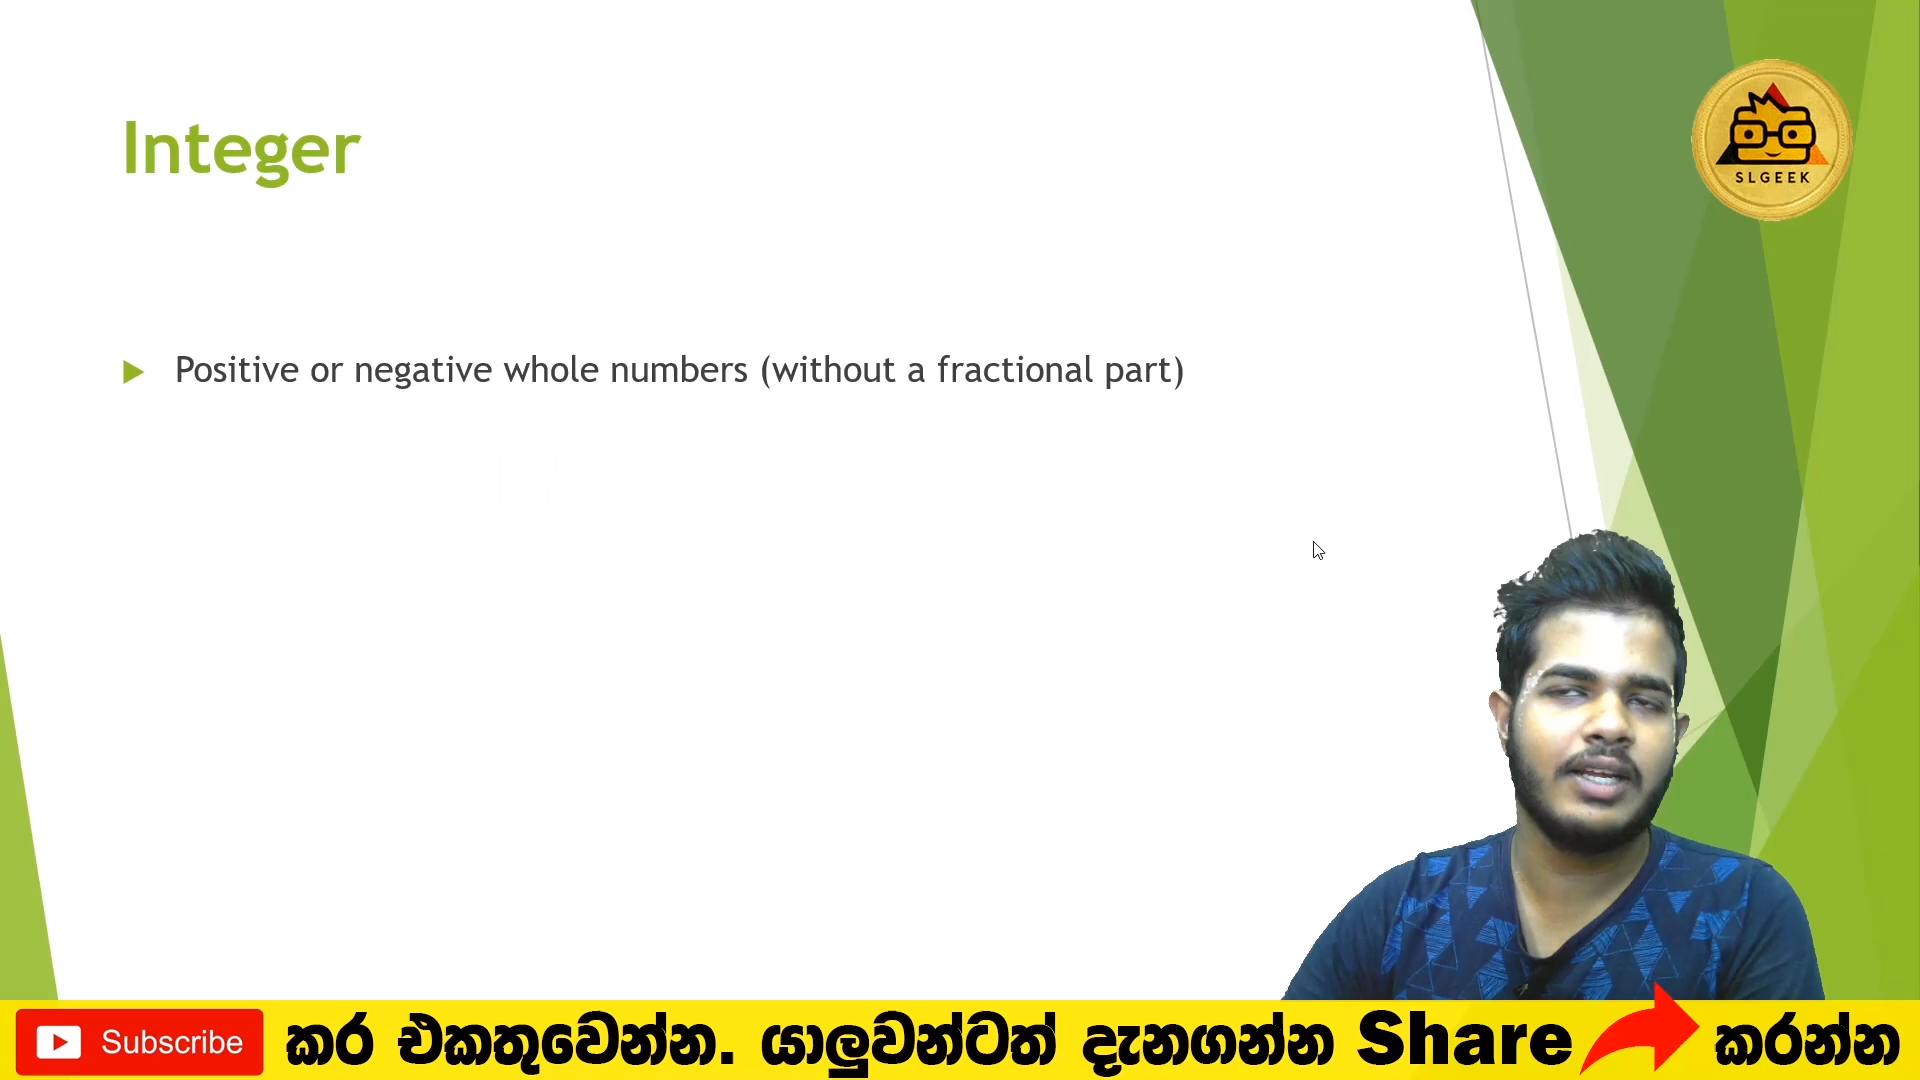 Integer
SLGEEK
Positive or negative whole numbers (without a fractional part)
Subscribe කර එකතුවෙන්න. යාලුවන්ටත් දැනගන්න Share කරන්න